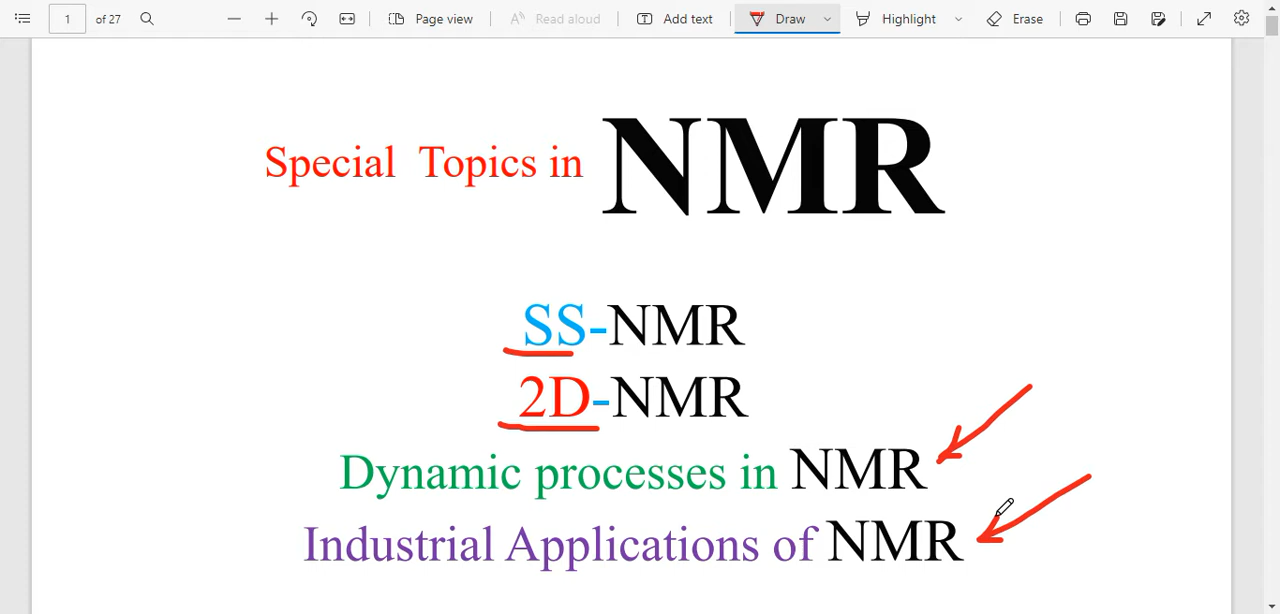 1 of 27 Page view Read aloud Add text Draw Highlight Erase
Special Topics in NMR
SS-NMR
2D-NMR
Dynamic processes in NMR
Industrial Applications of NMR